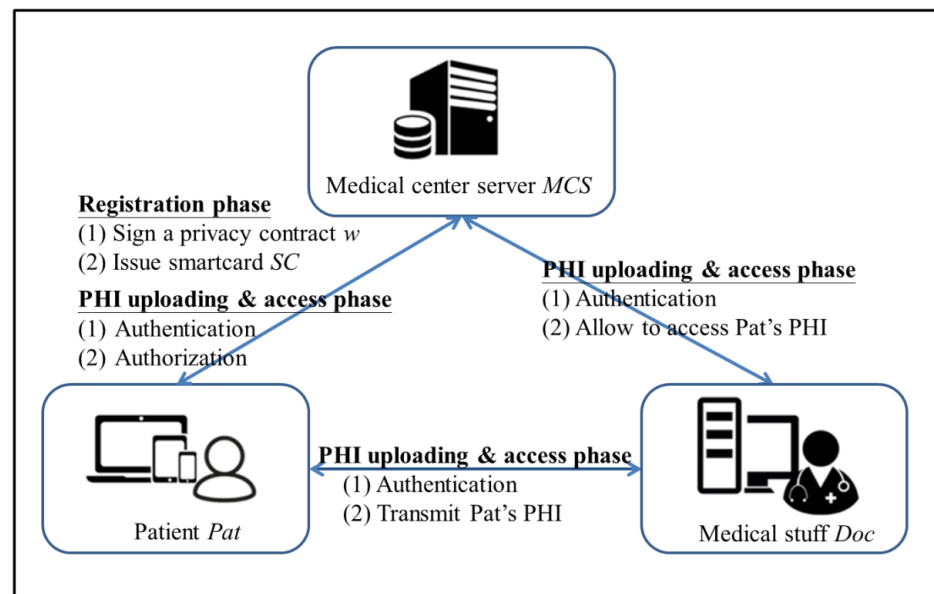 Medical center server MCS
Registration phase
(1) Sign a privacy contract w
(2) Issue smartcard SC
PHI uploading & access phase
(1) Authentication
(2) Authorization
PHI uploading & access phase
(1) Authentication
(2) Allow to access Pat's PHI
PHI uploading & access phase
(1) Authentication
(2) Transmit Pat's PHI
Patient Pat
Medical stuff Doc